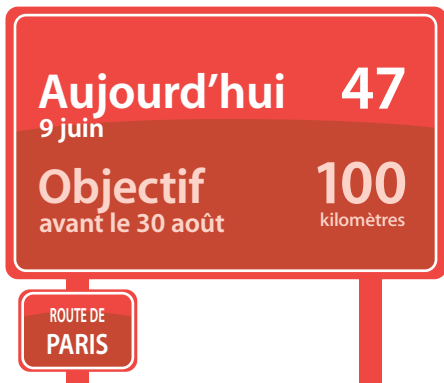 Aujourd'hui 47
9 juin
Objectif 100
avant le 30 août kilomètres
ROUTE DE
PARIS